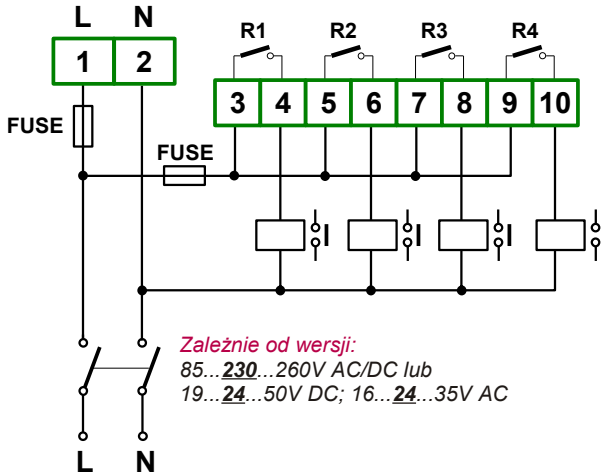 L N
R1 R2 R3 R4
1 2
3 4 5 6 7 8 9 10
FUSE
FUSE
I I I
Zależnie od wersji:
85...230...260V AC/DC lub
19...24...50V DC; 16...24...35V AC
L N